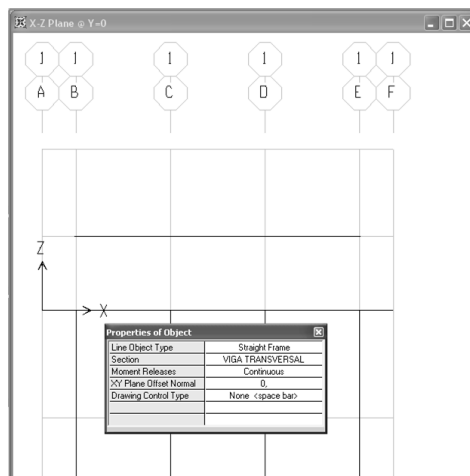 X-Z Plane @ Y=0
1 1 1 1 1 1
A B C D E F
Z
X
Properties of Object
Line Object Type Straight Frame
Section VIGA TRANSVERSAL
Moment Releases Continuous
XY Plane Offset Normal 0,
Drawing Control Type None <space bar>